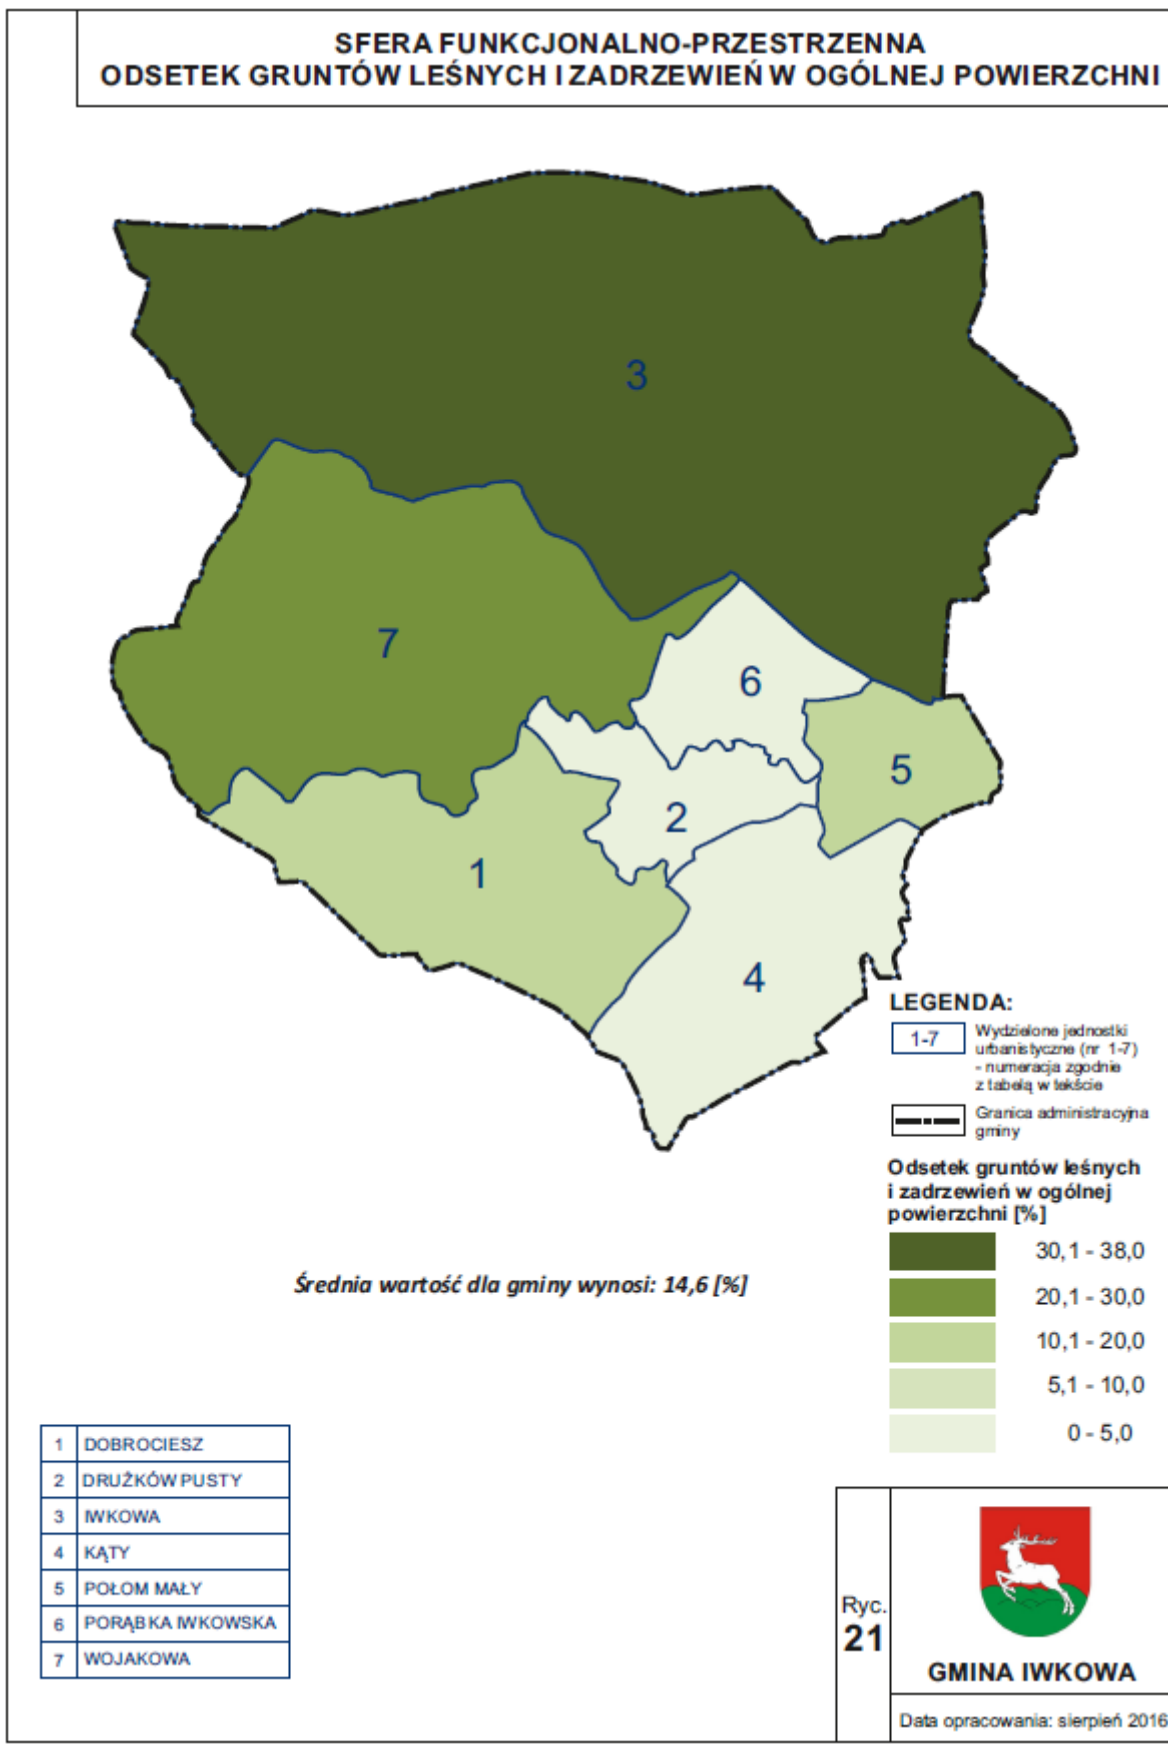 SFERA FUNKCJONALNO-PRZESTRZENNA
ODSETEK GRUNTÓW LEŚNYCH I ZADRZEWIEŃ W OGÓLNEJ POWIERZCHNI
3
7
6
5
2
1
4
LEGENDA:
1-7
Wydzielone jednostki
urbanistyczne (nr 1-7)
- numeracja zgodnie
z tabelą w tekście
Granica administracyjna
gminy
Odsetek gruntów leśnych
i zadrzewień w ogólnej
powierzchni [%]
30,1 - 38,0
20,1 - 30,0
10,1 - 20,0
5,1 - 10,0
0 - 5,0
Średnia wartość dla gminy wynosi: 14,6 [%]
1 DOBROCIESZ
2 DRUŻKÓW PUSTY
3 IWKOWA
4 KĄTY
5 POŁOM MAŁY
6 PORĄBKA IWKOWSKA
7 WOJAKOWA
Ryc.
21
GMINA IWKOWA
Data opracowania: sierpień 2016